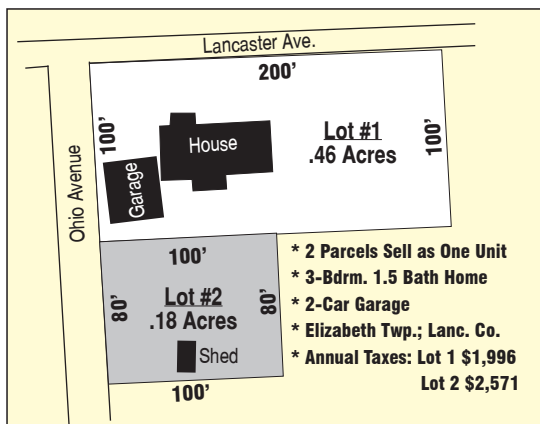 Lancaster Ave.
200’
Ohio Avenue
100’
House
Garage
Lot #1
.46 Acres
100’
100’
80’
Lot #2
.18 Acres
80’
Shed
100’
* 2 Parcels Sell as One Unit
* 3-Bdrm. 1.5 Bath Home
* 2-Car Garage
* Elizabeth Twp.; Lanc. Co.
* Annual Taxes: Lot 1 $1,996
Lot 2 $2,571